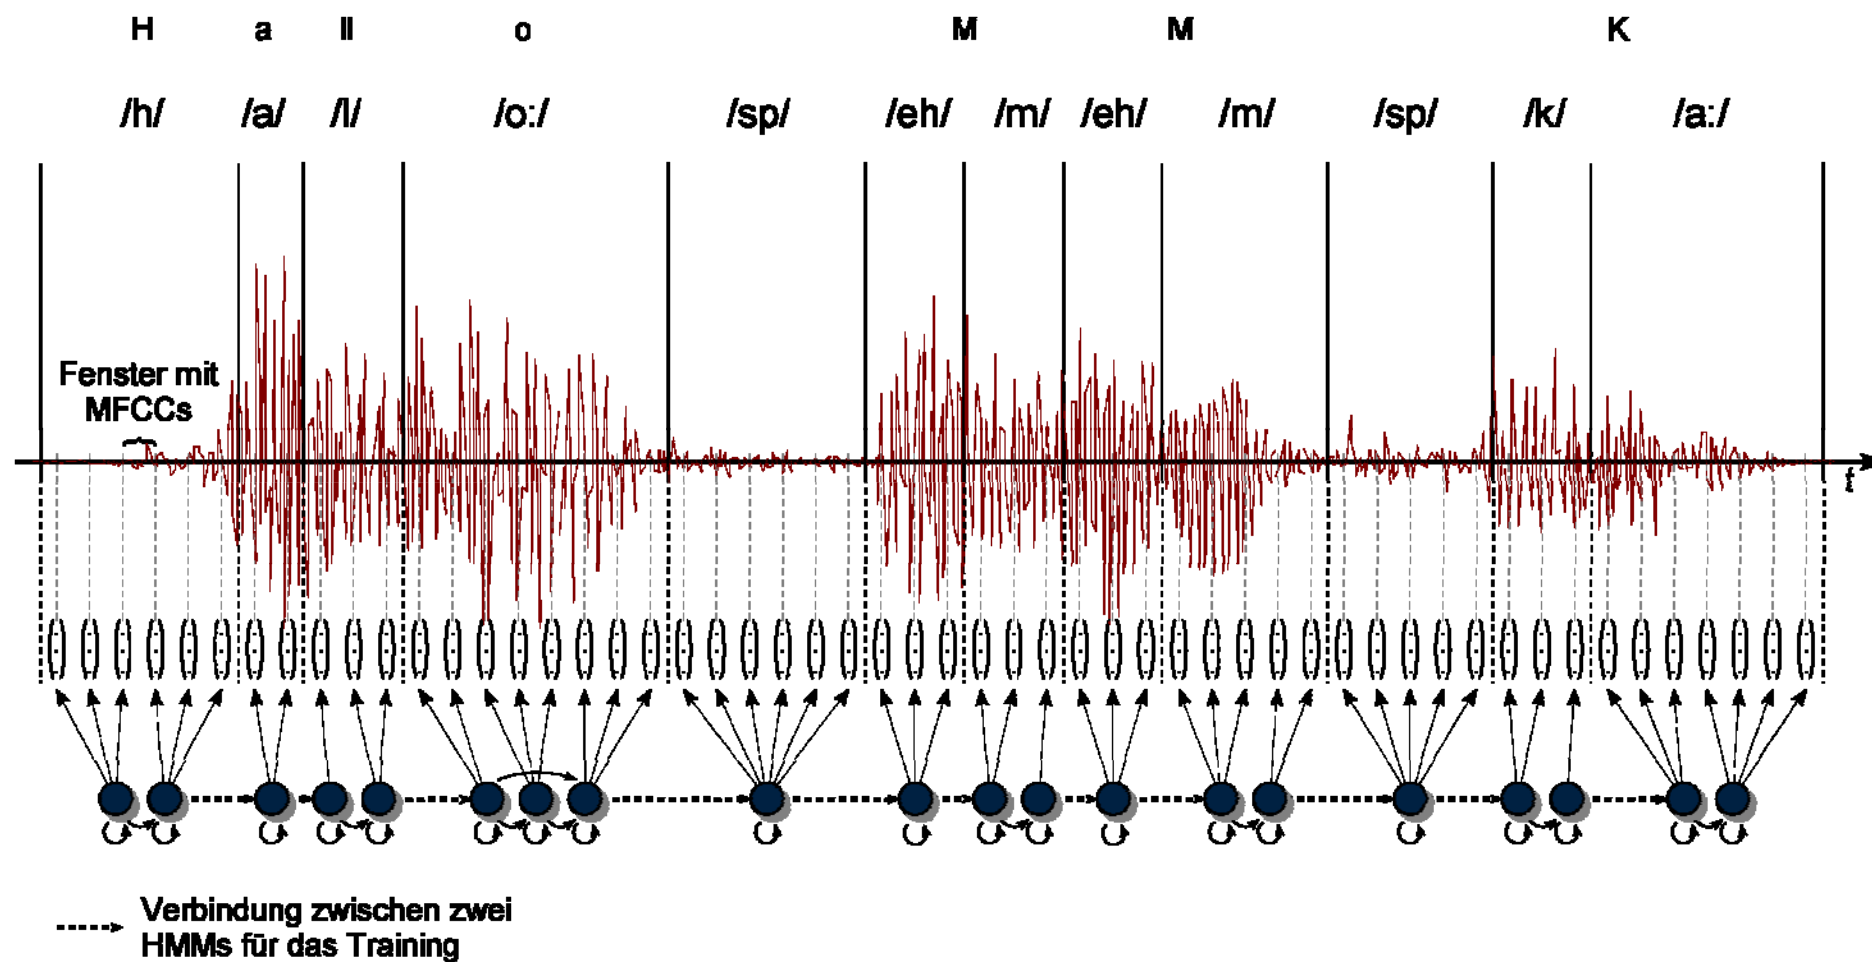 H a ll o M M K
/h/ /a/ /l/ /o:/ /sp/ /eh/ /m/ /eh/ /m/ /sp/ /k/ /a:/
Fenster mit
MFCCs
t
Verbindung zwischen zwei
HMMs für das Training